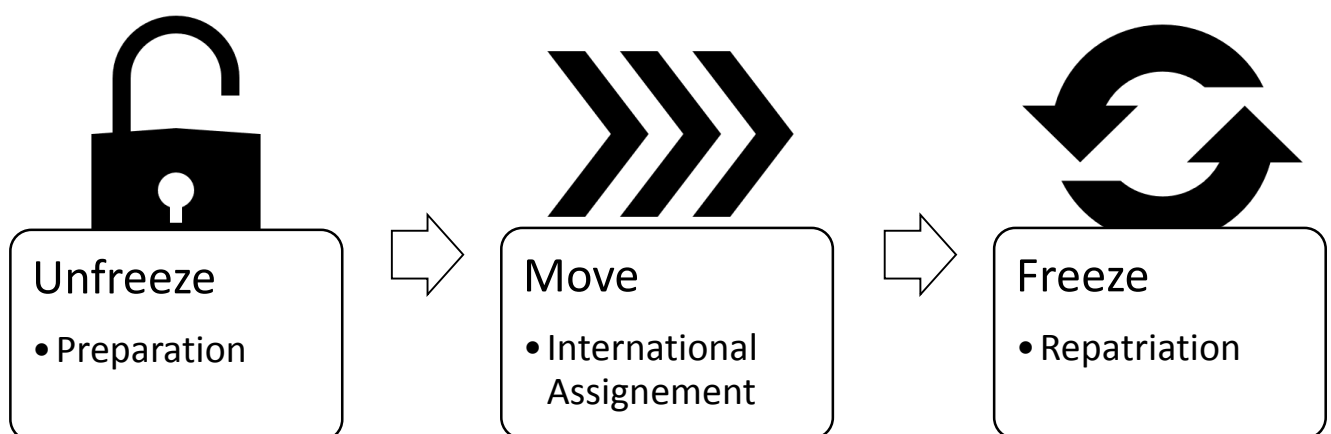 Unfreeze
• Preparation
Move
• International
Assignement
Freeze
• Repatriation